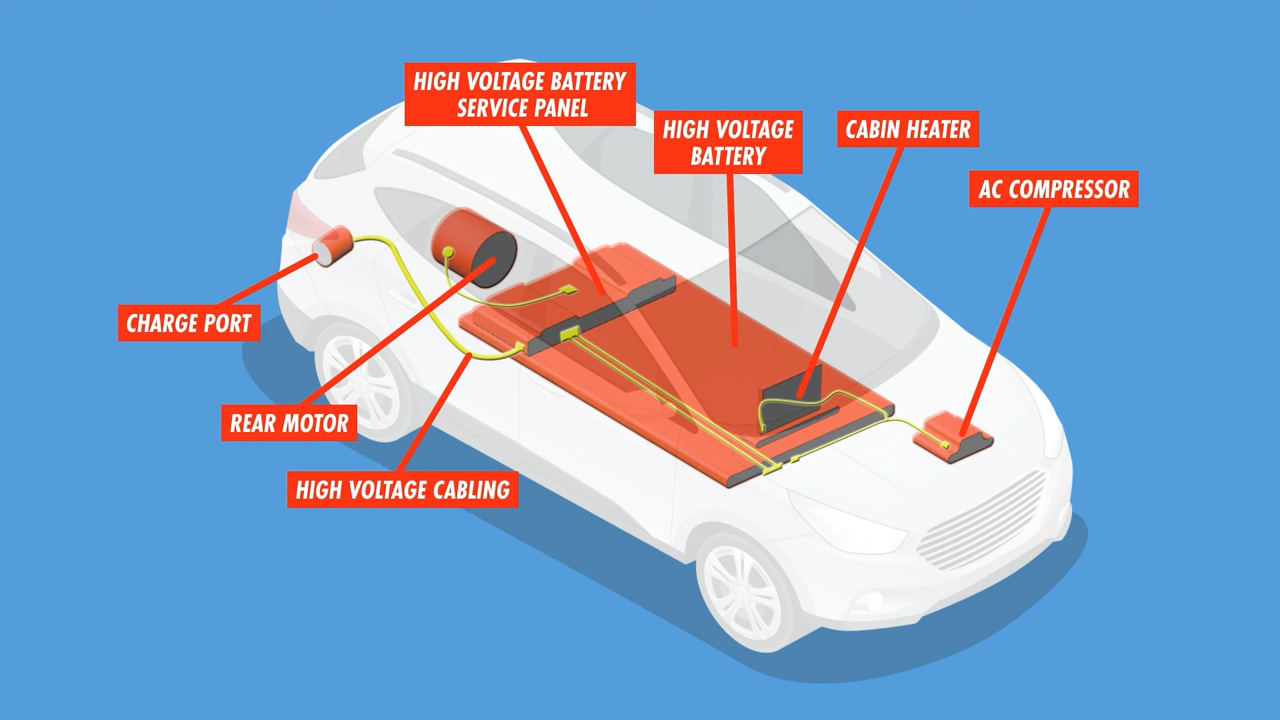 HIGH VOLTAGE BATTERY
SERVICE PANEL
HIGH VOLTAGE
BATTERY
CABIN HEATER
AC COMPRESSOR
CHARGE PORT
REAR MOTOR
HIGH VOLTAGE CABLING